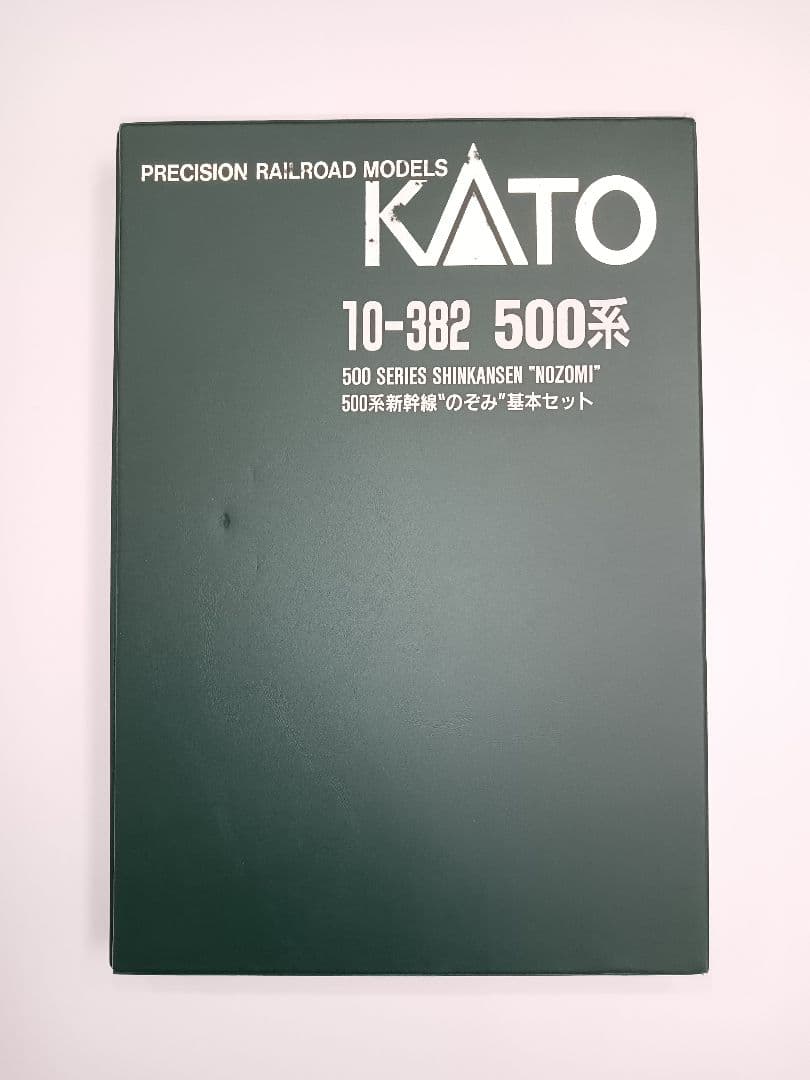 PRECISION RAILROAD MODELS
KATO
10-382 500系
500 SERIES SHINKANSEN "NOZOMI"
500系新幹線"のぞみ"基本セット